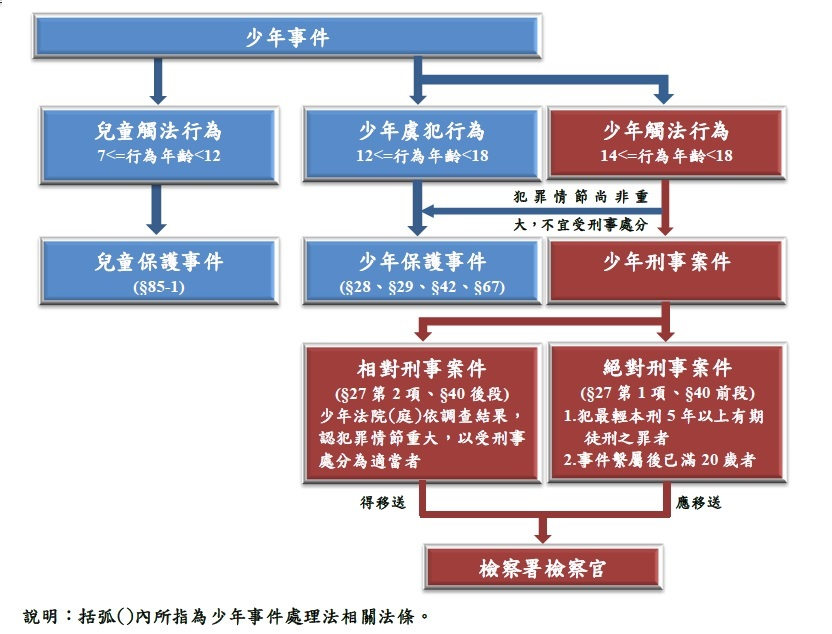 少年事件
兒童觸法行為
7<=行為年齡<12
少年虞犯行為
12<=行為年齡<18
少年觸法行為
14<=行為年齡<18
犯罪情節尚非重
大，不宜受刑事處分
兒童保護事件
(§85-1)
少年保護事件
(§28、§29、§42、§67)
少年刑事案件
相對刑事案件
(§27 第 2 項、§40 後段)
少年法院(庭)依調查結果，
認犯罪情節重大，以受刑事
處分為適當者
絕對刑事案件
(§27 第 1 項、§40 前段)
1.犯最輕本刑 5 年以上有期
徒刑之罪者
2.事件繫屬後已滿 20 歲者
得移送
應移送
檢察署檢察官
說明：括弧()內所指為少年事件處理法相關法條。